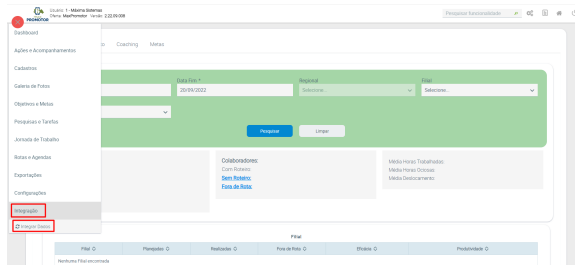 Usuário: 1 - Máxima Sistemas
Oferta: MaxPromotor Versão: 2.22.09.008
PROMOTOR
Pesquisar funcionalidade
Dashboard
Ações e Acompanhamentos
Coaching Metas
Cadastros
Galeria de Fotos
Data Fim * Regional Filial
20/09/2022 Selecione... Selecione...
Objetivos e Metas
Pesquisas e Tarefas
Pesquisar Limpar
Jornada de Trabalho
Rotas e Agendas
Colaboradores:
Com Roteiro:
Sem Roteiro:
Fora de Rota:
Média Horas Trabalhadas:
Média Horas Ociosas:
Média Deslocamento:
Exportações
Configurações
Integração
Integrar Dados
Filial
Filial Planejadas Realizadas Fora de Rota Eficácia Produtividade
Nenhuma Filial encontrada